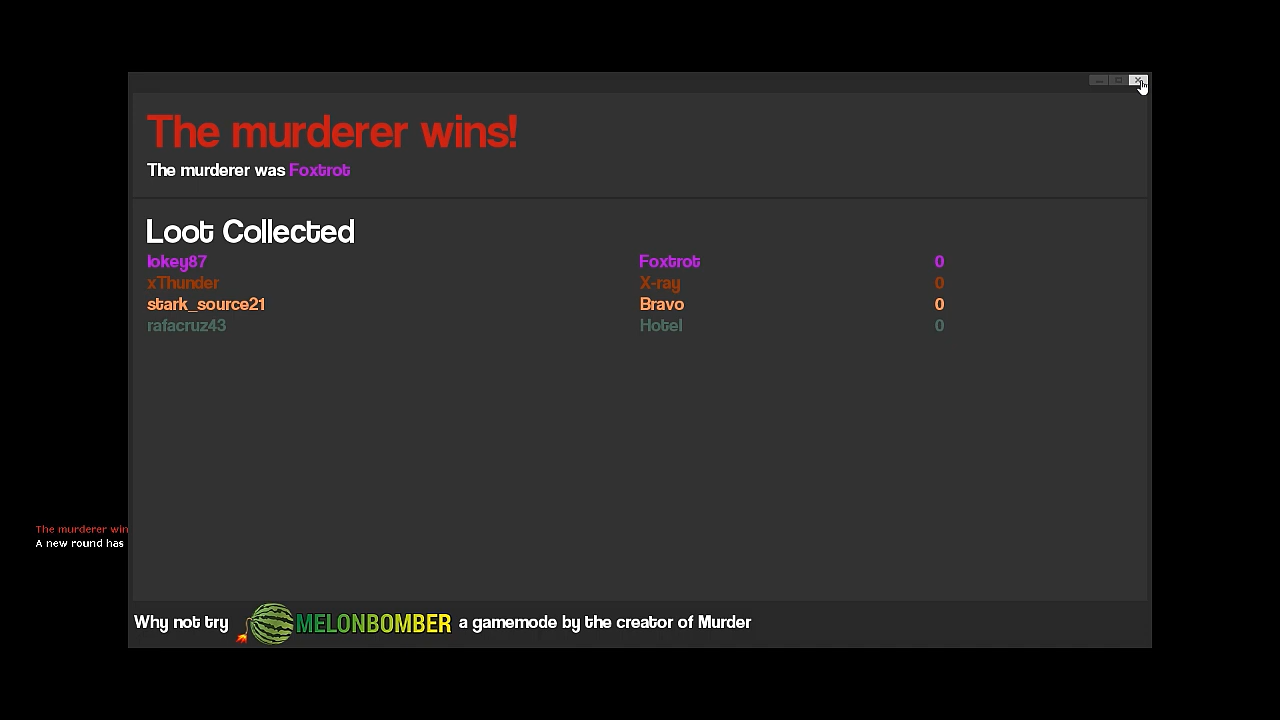 The murderer wins!
The murderer was Foxtrot
Loot Collected
lokey87 Foxtrot 0
xThunder X-ray 0
stark_source21 Bravo 0
rafacruz43 Hotel 0
The murderer win
A new round has
Why not try MELONBOMBER a gamemode by the creator of Murder